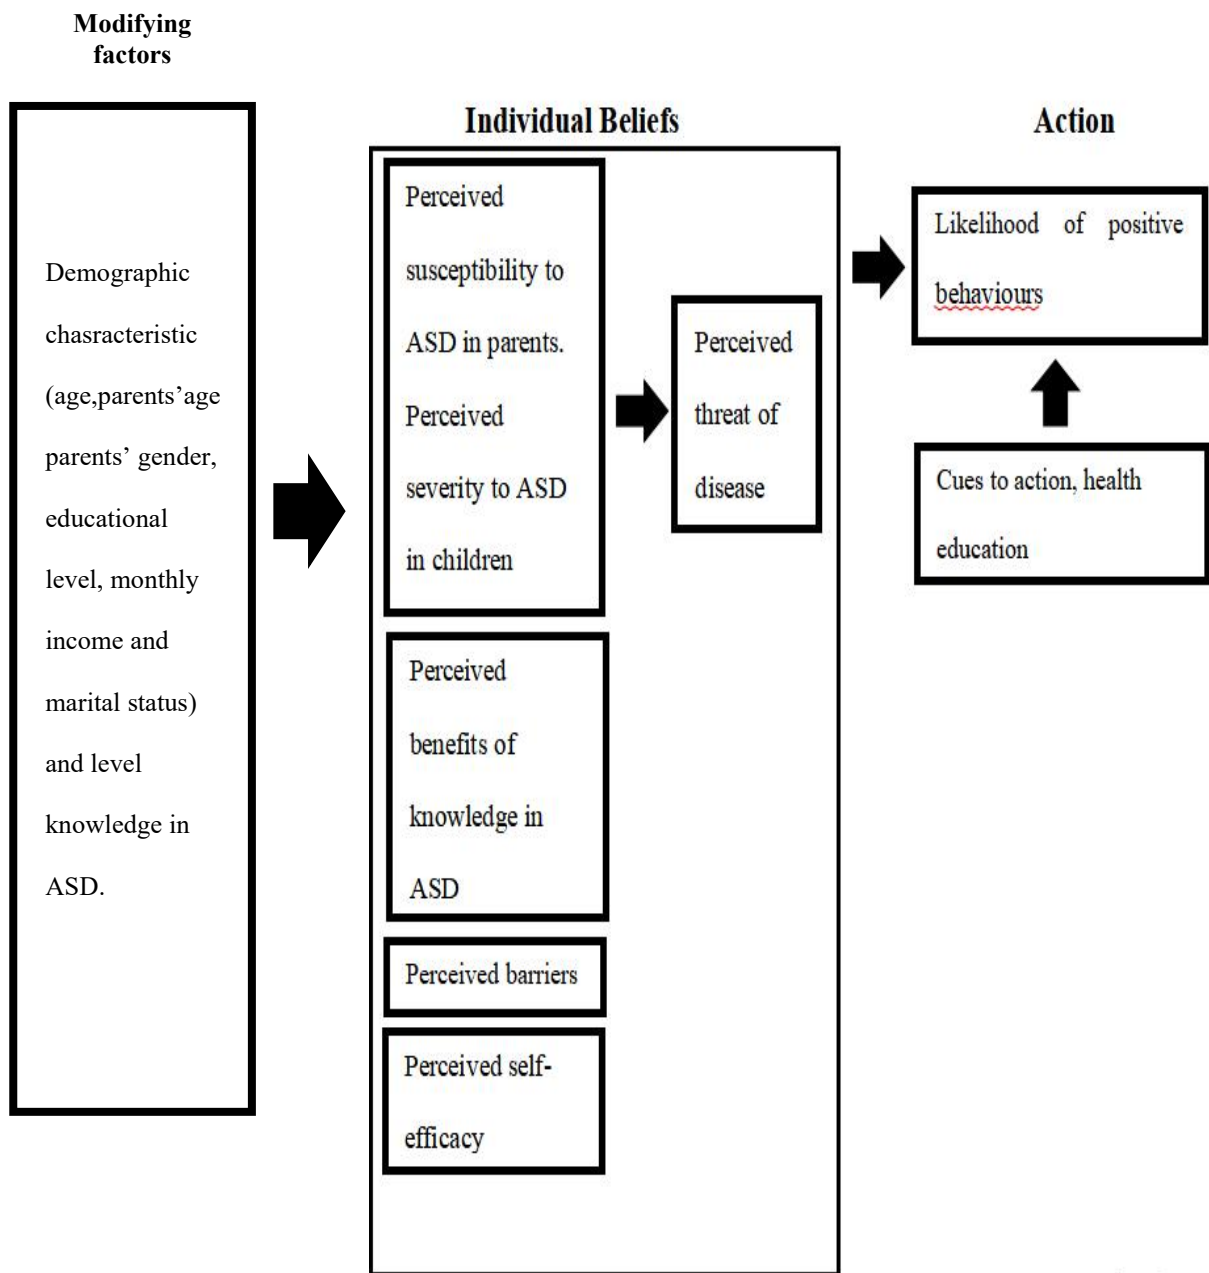 Modifying
factors
Demographic
chasracteristic
(age,parents’age
parents’ gender,
educational
level, monthly
income and
marital status)
and level
knowledge in
ASD.
Individual Beliefs
Perceived
susceptibility to
ASD in parents.
Perceived
severity to ASD
in children
Perceived
threat of
disease
Perceived
benefits of
knowledge in
ASD
Perceived barriers
Perceived self-
efficacy
Action
Likelihood of positive
behaviours
Cues to action, health
education